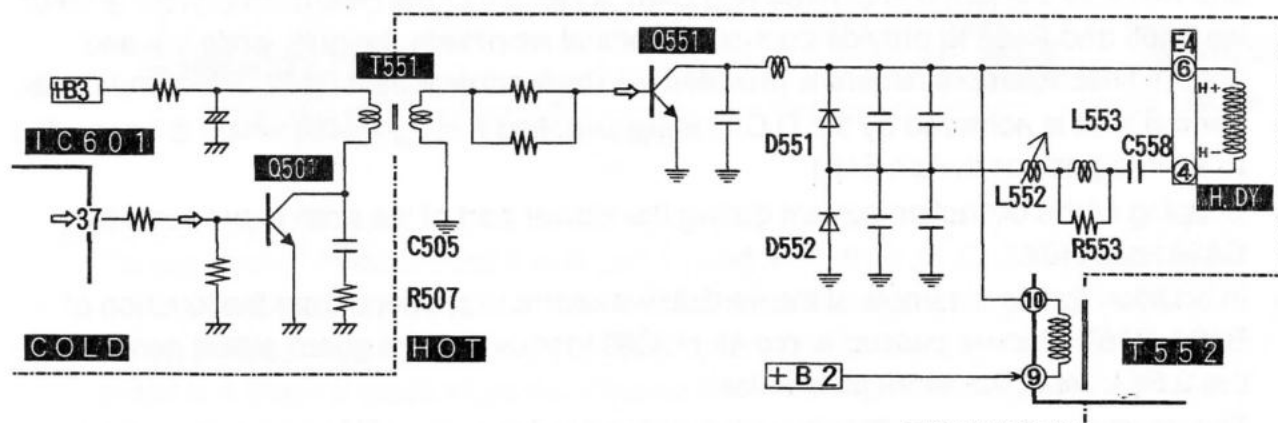 Q551
E4
T551
6
+B3
H+
L553
D551
C558
IC601
Q501
H-
4
L552
H DY
37
C505
D552
R553
R507
10
COLD
HOT
T552
+B2
9